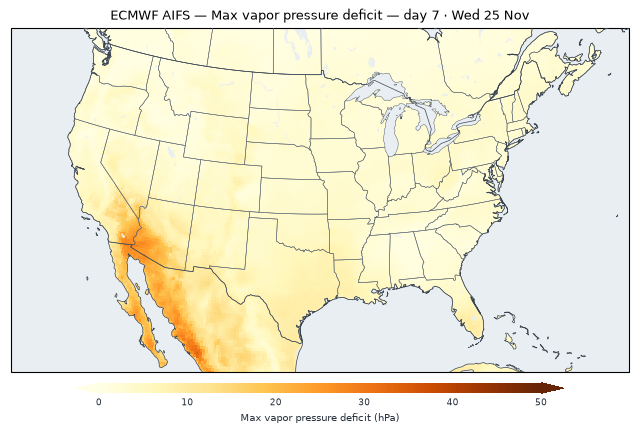 ECMWF AIFS — Max vapor pressure deficit — day 7 · Wed 25 Nov
0 10 20 30 40 50
Max vapor pressure deficit (hPa)